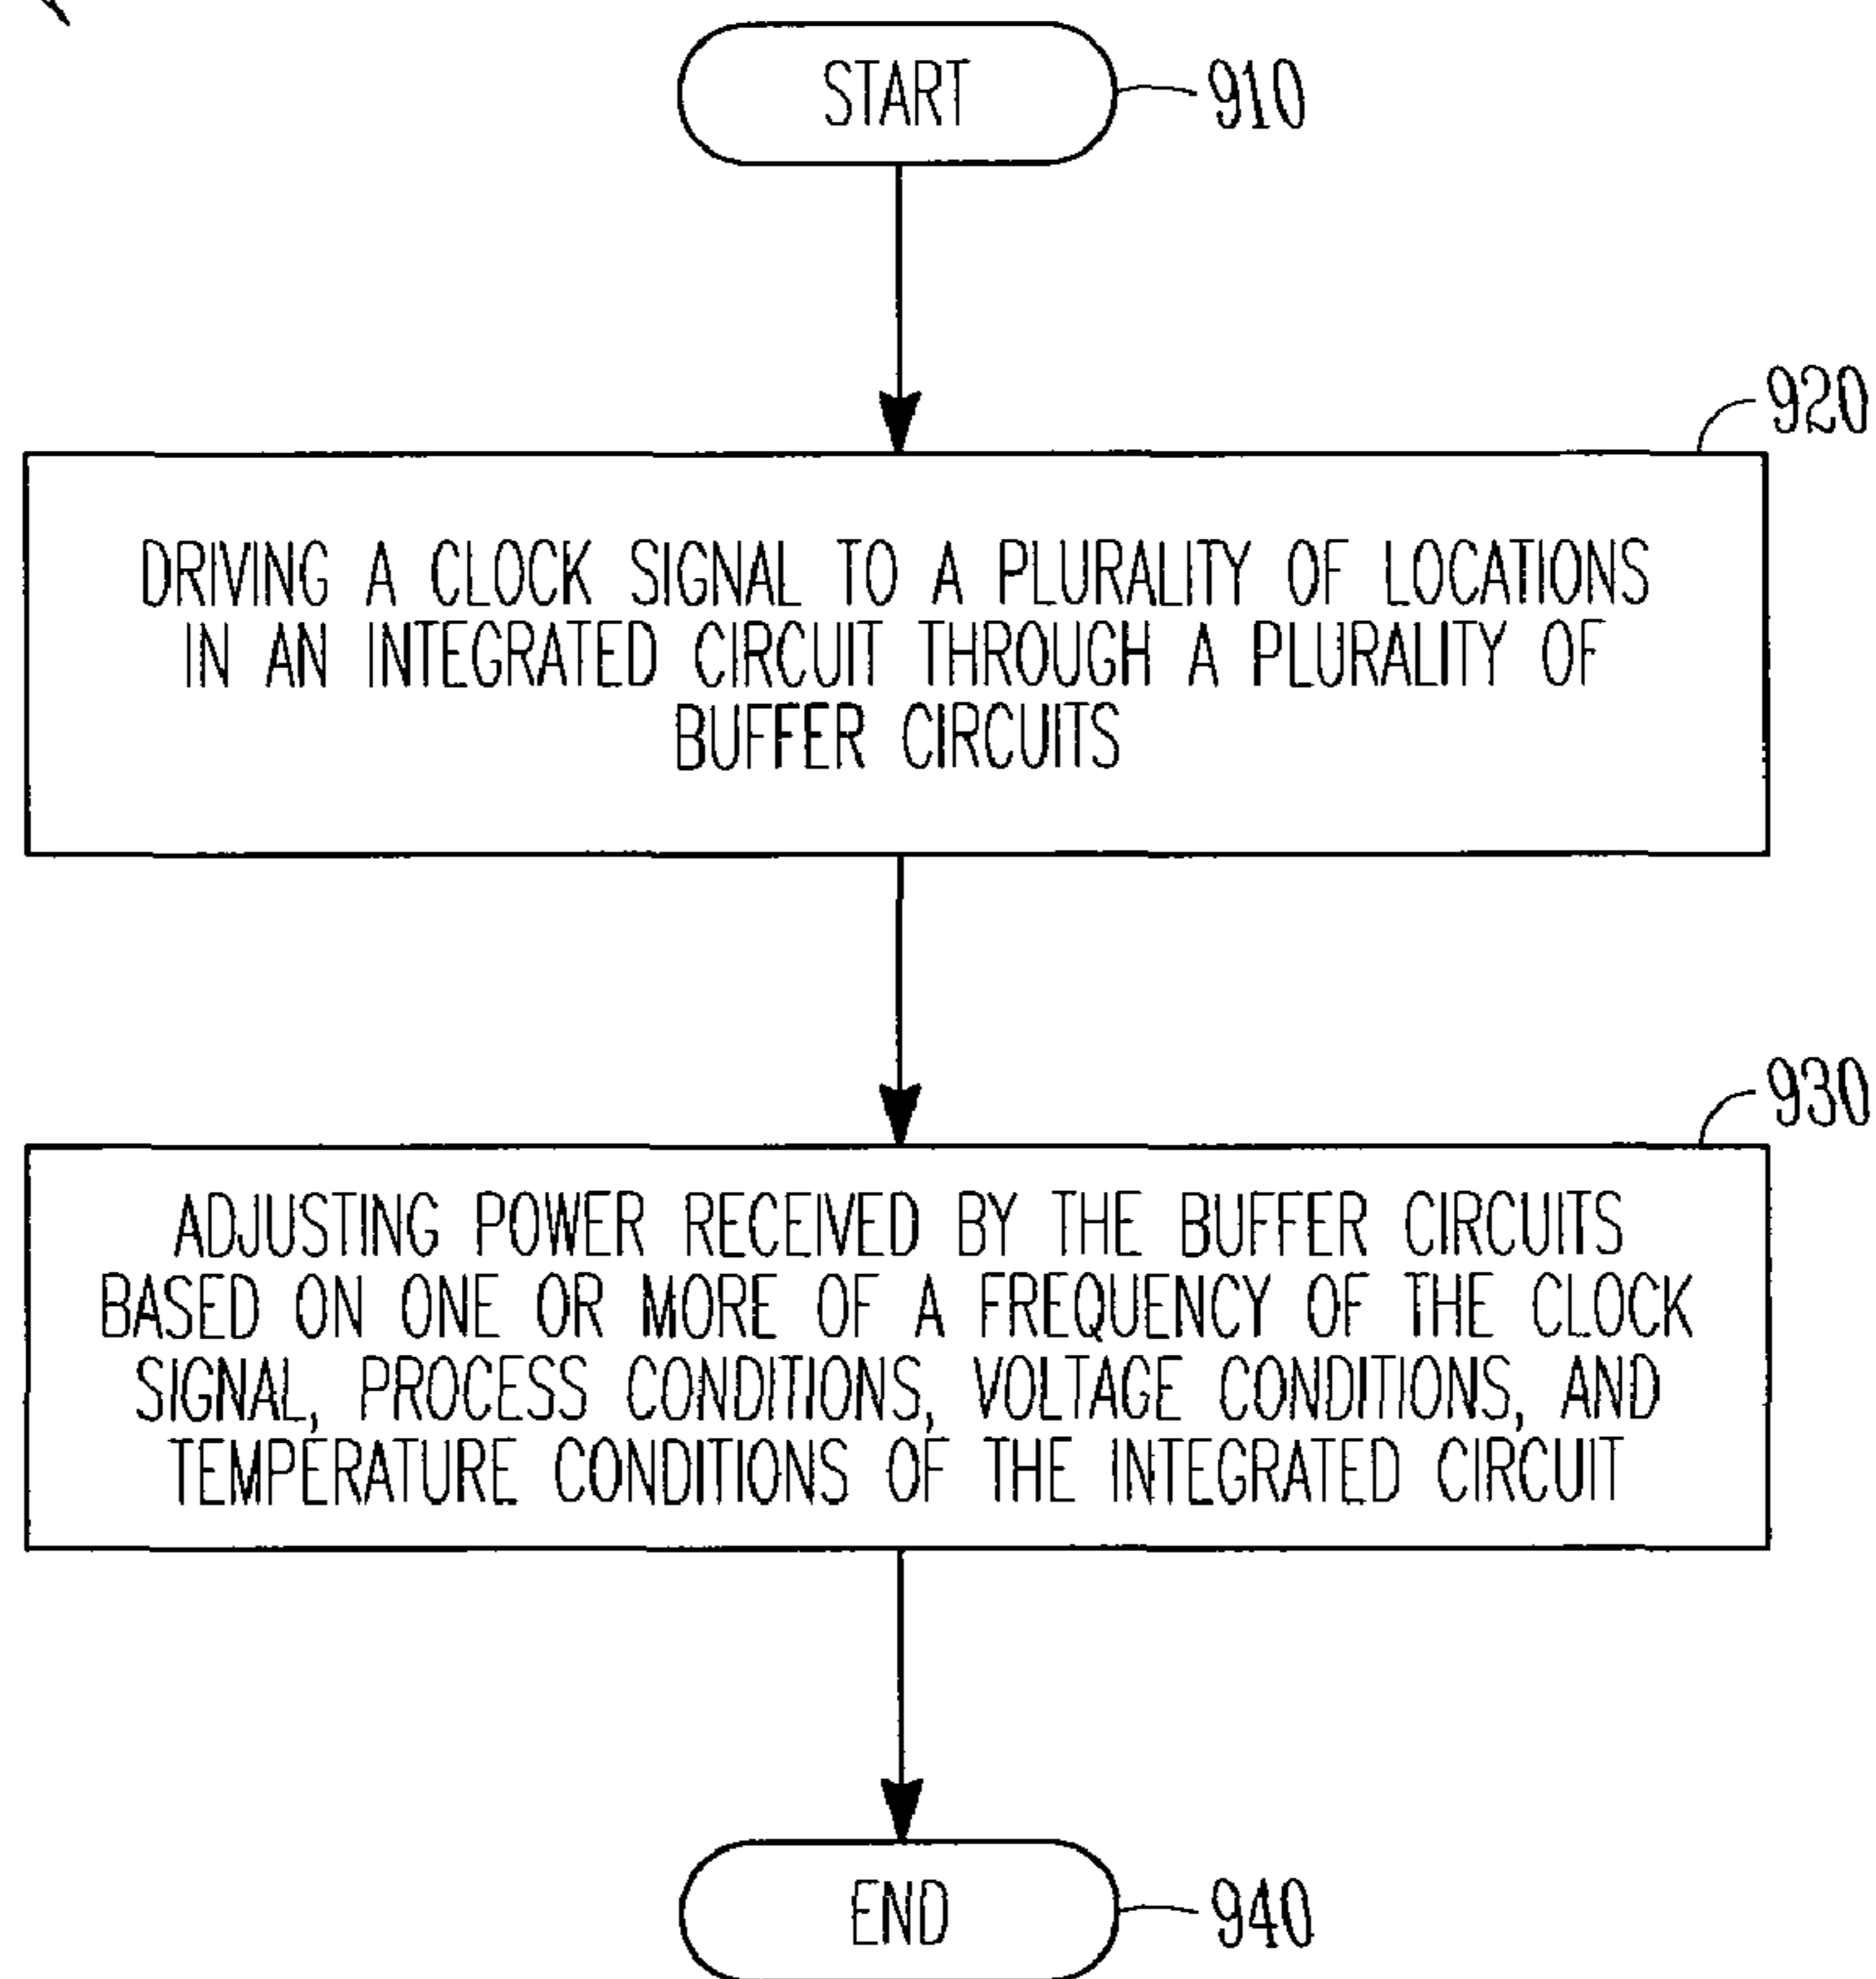 START
910
920
DRIVING A CLOCK SIGNAL TO A PLURALITY OF LOCATIONS
IN AN INTEGRATED CIRCUIT THROUGH A PLURALITY OF
BUFFER CIRCUITS
930
ADJUSTING POWER RECEIVED BY THE BUFFER CIRCUITS
BASED ON ONE OR MORE OF A FREQUENCY OF THE CLOCK
SIGNAL, PROCESS CONDITIONS, VOLTAGE CONDITIONS, AND
TEMPERATURE CONDITIONS OF THE INTEGRATED CIRCUIT
END
940